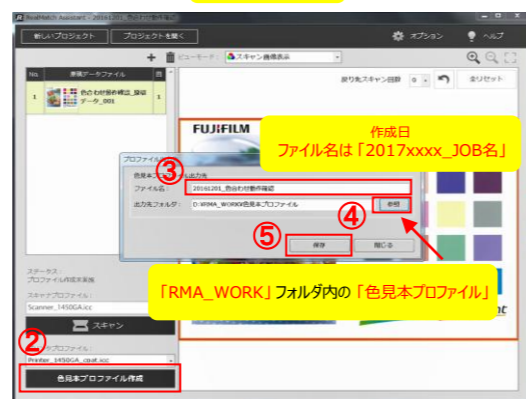 RealMatch Assistant - 20161201_色合わせ動作確認
新しいプロジェクト
プロジェクトを開く
オプション
ヘルプ
ビューモード：
スキャン画像表示
No.
原稿データファイル
回
戻り先スキャン回数
0
全リセット
1
色合わせ動作確認_原稿データ_001
1
FUJIFILM
作成日
ファイル名は「2017xxxx_JOB名」
③
色見本プロファイル出力先
ファイル名：
20161201_色合わせ動作確認
出力先フォルダ：
D:¥RMA_WORK¥色見本プロファイル
④
参照
⑤
保存
閉じる
「RMA_WORK」フォルダ内の「色見本プロファイル」
ステータス：
プロファイル作成未実施
スキャナプロファイル：
Scanner_1450GA.icc
スキャン
②
Printer_1450GA_coat.icc
色見本プロファイル作成